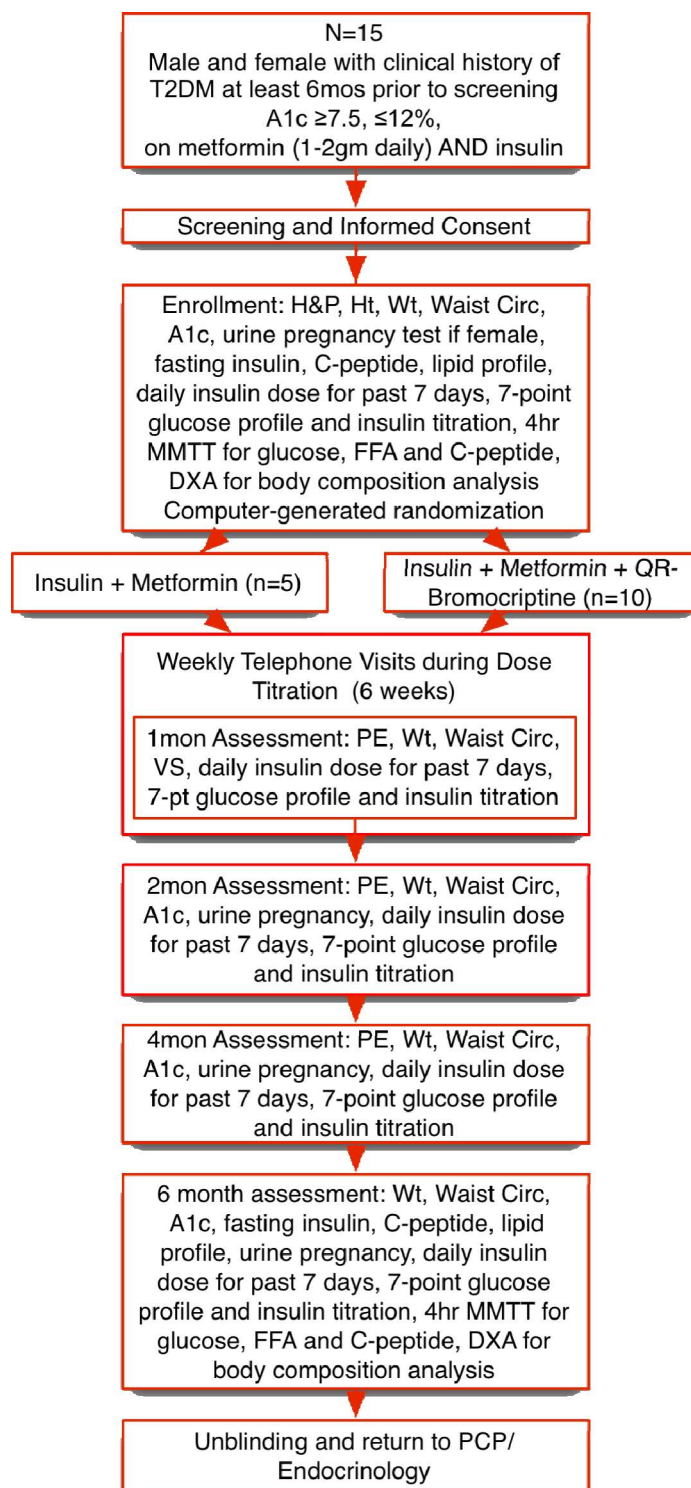 N=15
Male and female with clinical history of
T2DM at least 6mos prior to screening
A1c ≥7.5, ≤12%,
on metformin (1-2gm daily) AND insulin
Screening and Informed Consent
Enrollment: H&P, Ht, Wt, Waist Circ,
A1c, urine pregnancy test if female,
fasting insulin, C-peptide, lipid profile,
daily insulin dose for past 7 days, 7-point
glucose profile and insulin titration, 4hr
MMTT for glucose, FFA and C-peptide,
DXA for body composition analysis
Computer-generated randomization
Insulin + Metformin (n=5)
Insulin + Metformin + QR-
Bromocriptine (n=10)
Weekly Telephone Visits during Dose
Titration (6 weeks)
1mon Assessment: PE, Wt, Waist Circ,
VS, daily insulin dose for past 7 days,
7-pt glucose profile and insulin titration
2mon Assessment: PE, Wt, Waist Circ,
A1c, urine pregnancy, daily insulin dose
for past 7 days, 7-point glucose profile
and insulin titration
4mon Assessment: PE, Wt, Waist Circ,
A1c, urine pregnancy, daily insulin dose
for past 7 days, 7-point glucose profile
and insulin titration
6 month assessment: Wt, Waist Circ,
A1c, fasting insulin, C-peptide, lipid
profile, urine pregnancy, daily insulin
dose for past 7 days, 7-point glucose
profile and insulin titration, 4hr MMTT for
glucose, FFA and C-peptide, DXA for
body composition analysis
Unblinding and return to PCP/
Endocrinology